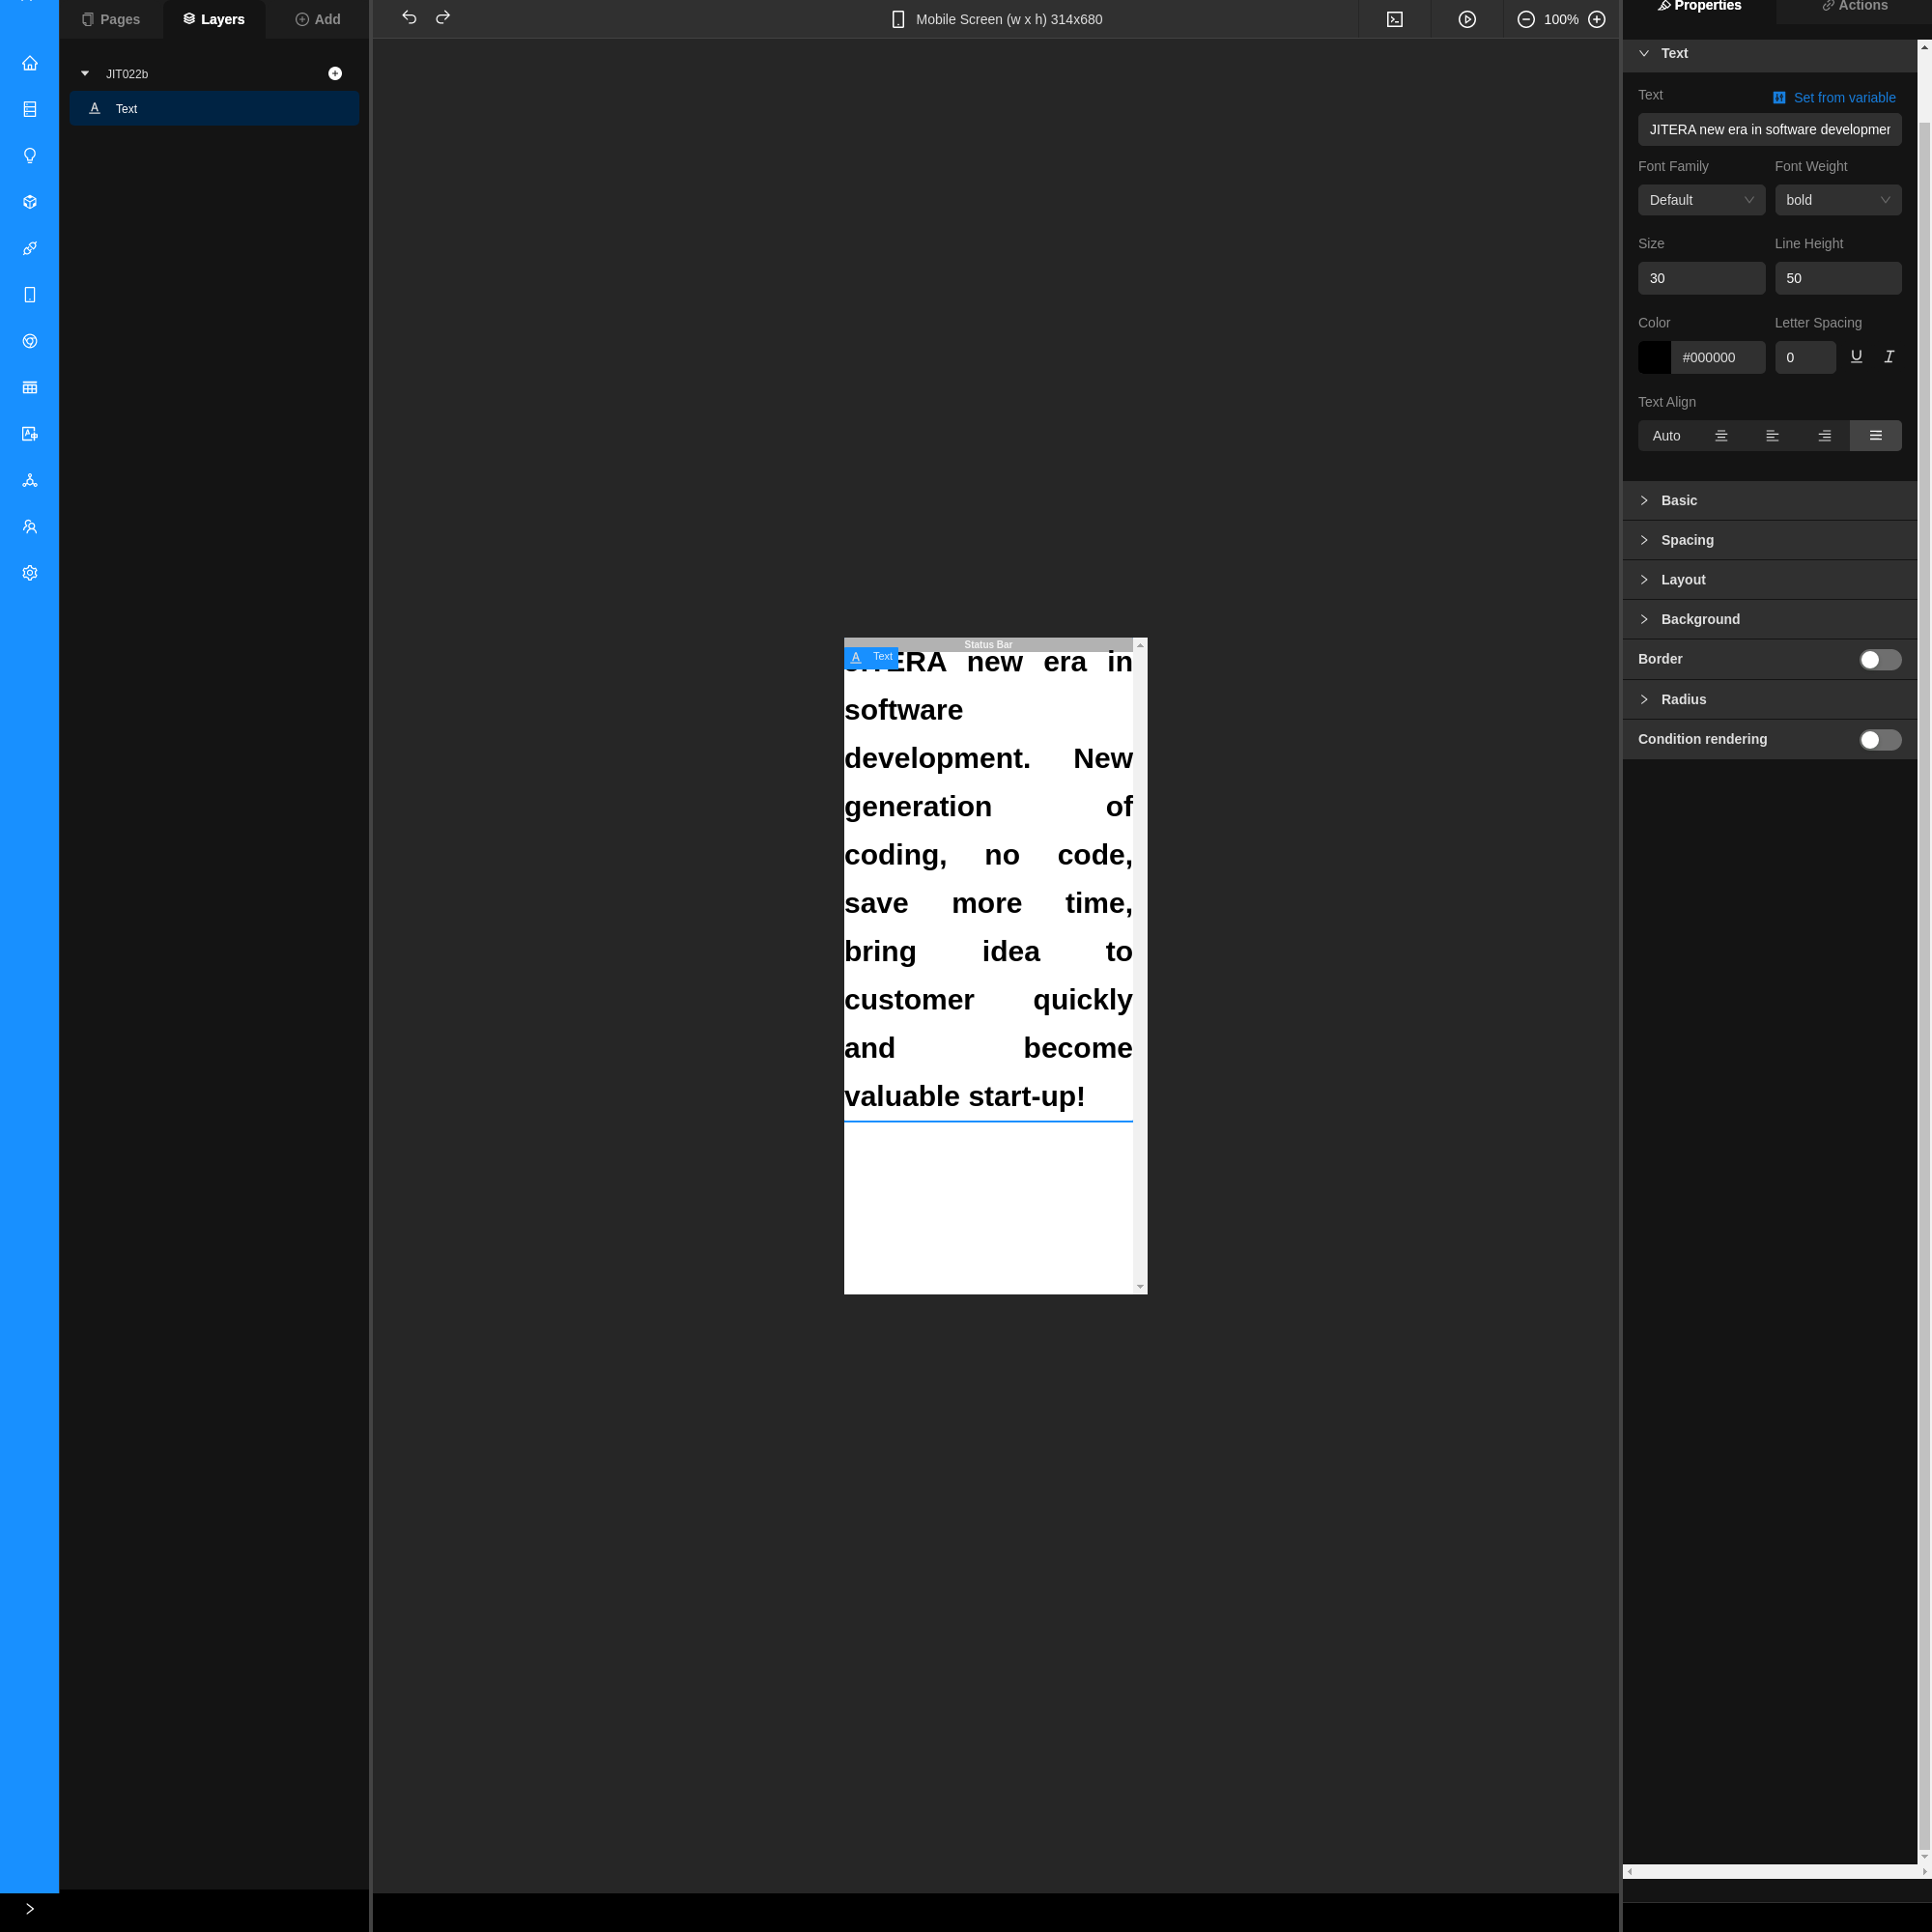 Pages
Layers
Add
Mobile Screen (w x h) 314x680
100%
Properties
Actions
JIT022b
Text
Text
Text
Set from variable
JITERA new era in software developmen
Font Family
Font Weight
Default
bold
Size
Line Height
30
50
Color
Letter Spacing
#000000
0
Text Align
Auto
Basic
Spacing
Layout
Background
Border
Radius
Condition rendering
Status Bar
Text
JITERA new era in
software
development. New
generation of
coding, no code,
save more time,
bring idea to
customer quickly
and become
valuable start-up!